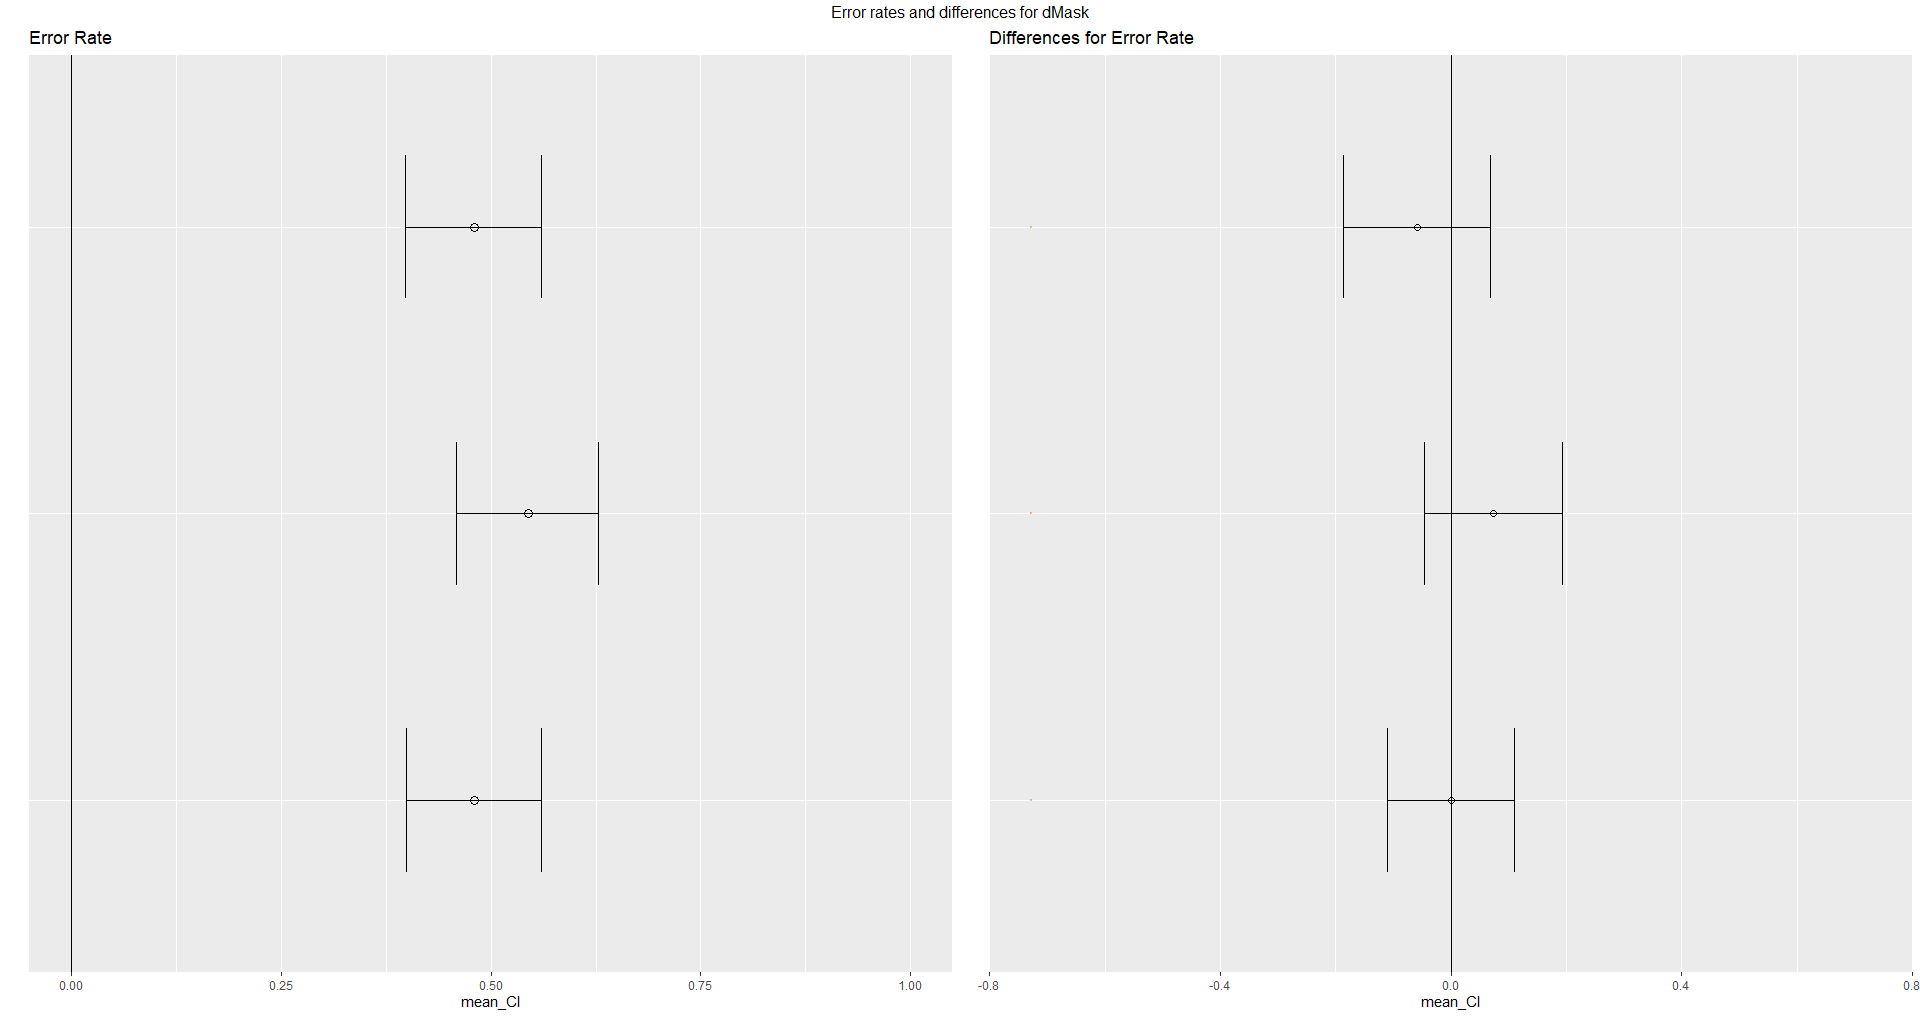 Error rates and differences for dMask
Error Rate
0.00 0.25 0.50 0.75 1.00
mean_CI
Differences for Error Rate
-0.8 -0.4 0.0 0.4 0.8
mean_CI